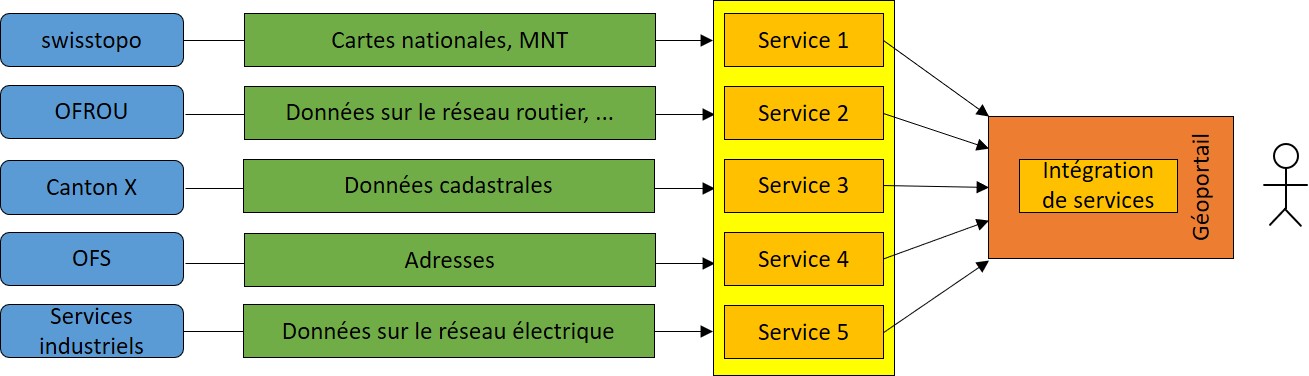 swisstopo
Cartes nationales, MNT
Service 1
OFROU
Données sur le réseau routier, ...
Service 2
Canton X
Données cadastrales
Service 3
OFS
Adresses
Service 4
Services
industriels
Données sur le réseau électrique
Service 5
Intégration
de services
Géoportail